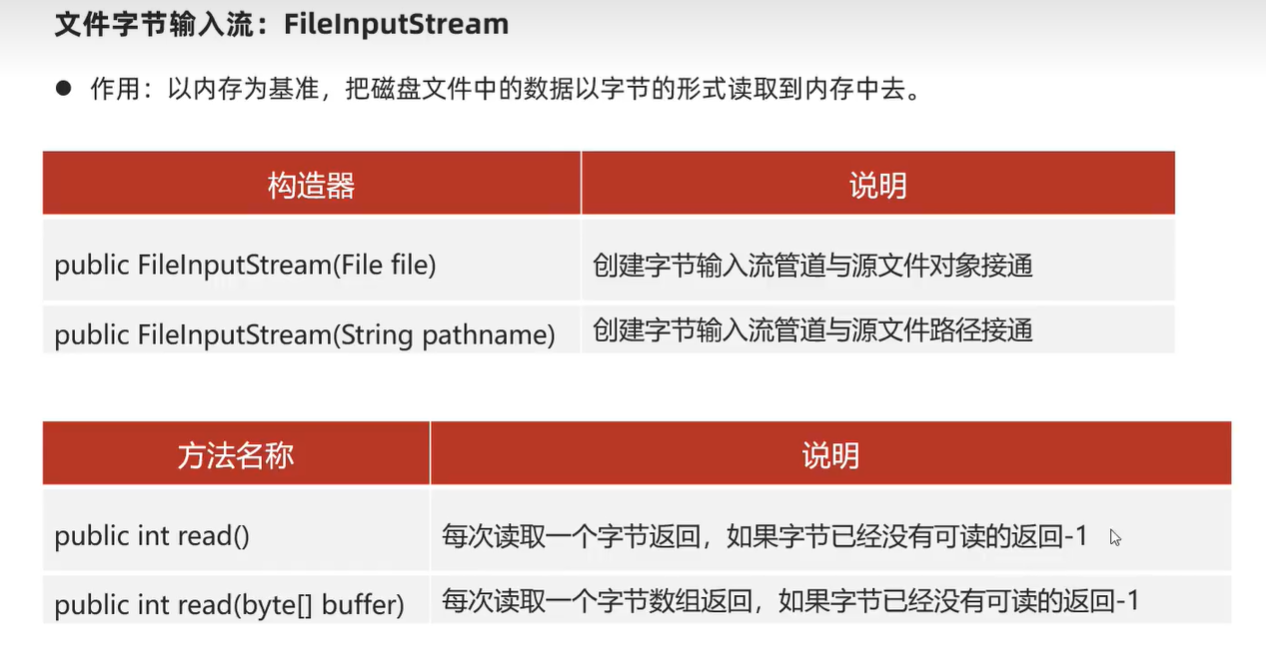 文件字节输入流：FileInputStream
● 作用：以内存为基准，把磁盘文件中的数据以字节的形式读取到内存中去。
构造器 说明
public FileInputStream(File file) 创建字节输入流管道与源文件对象接通
public FileInputStream(String pathname) 创建字节输入流管道与源文件路径接通
方法名称 说明
public int read() 每次读取一个字节返回，如果字节已经没有可读的返回-1
public int read(byte[] buffer) 每次读取一个字节数组返回，如果字节已经没有可读的返回-1